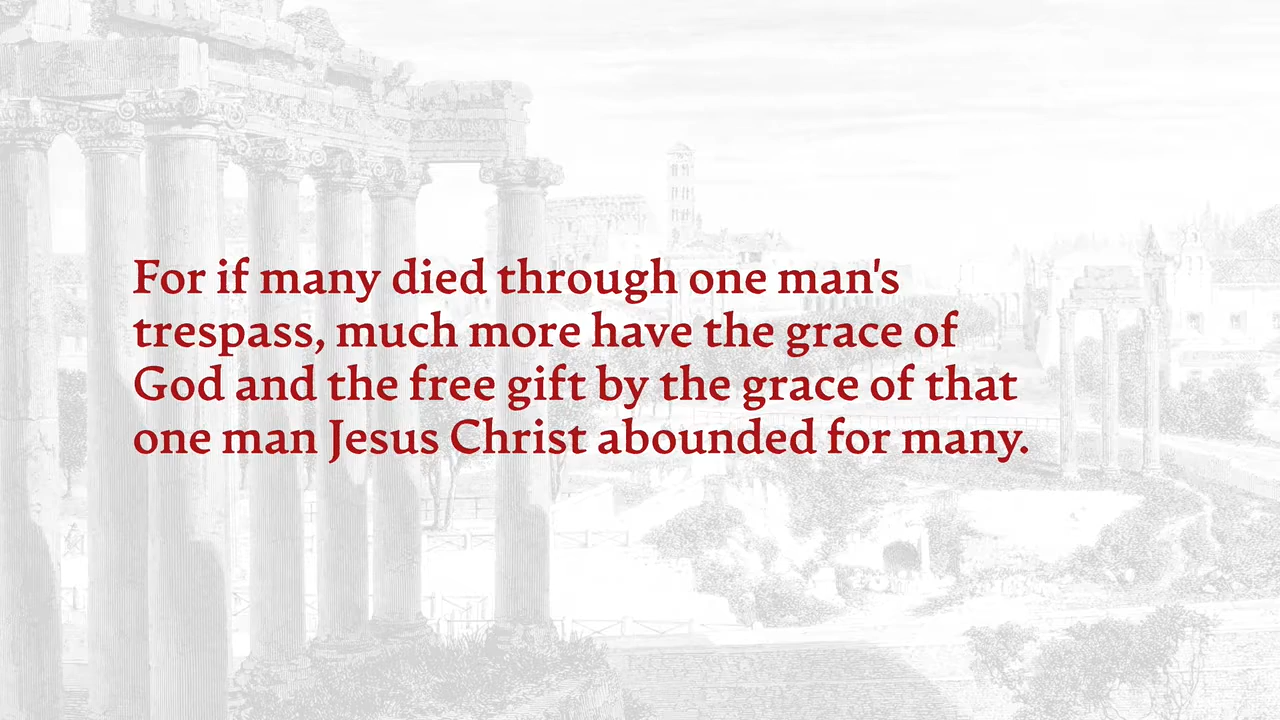 For if many died through one man's
trespass, much more have the grace of
God and the free gift by the grace of that
one man Jesus Christ abounded for many.